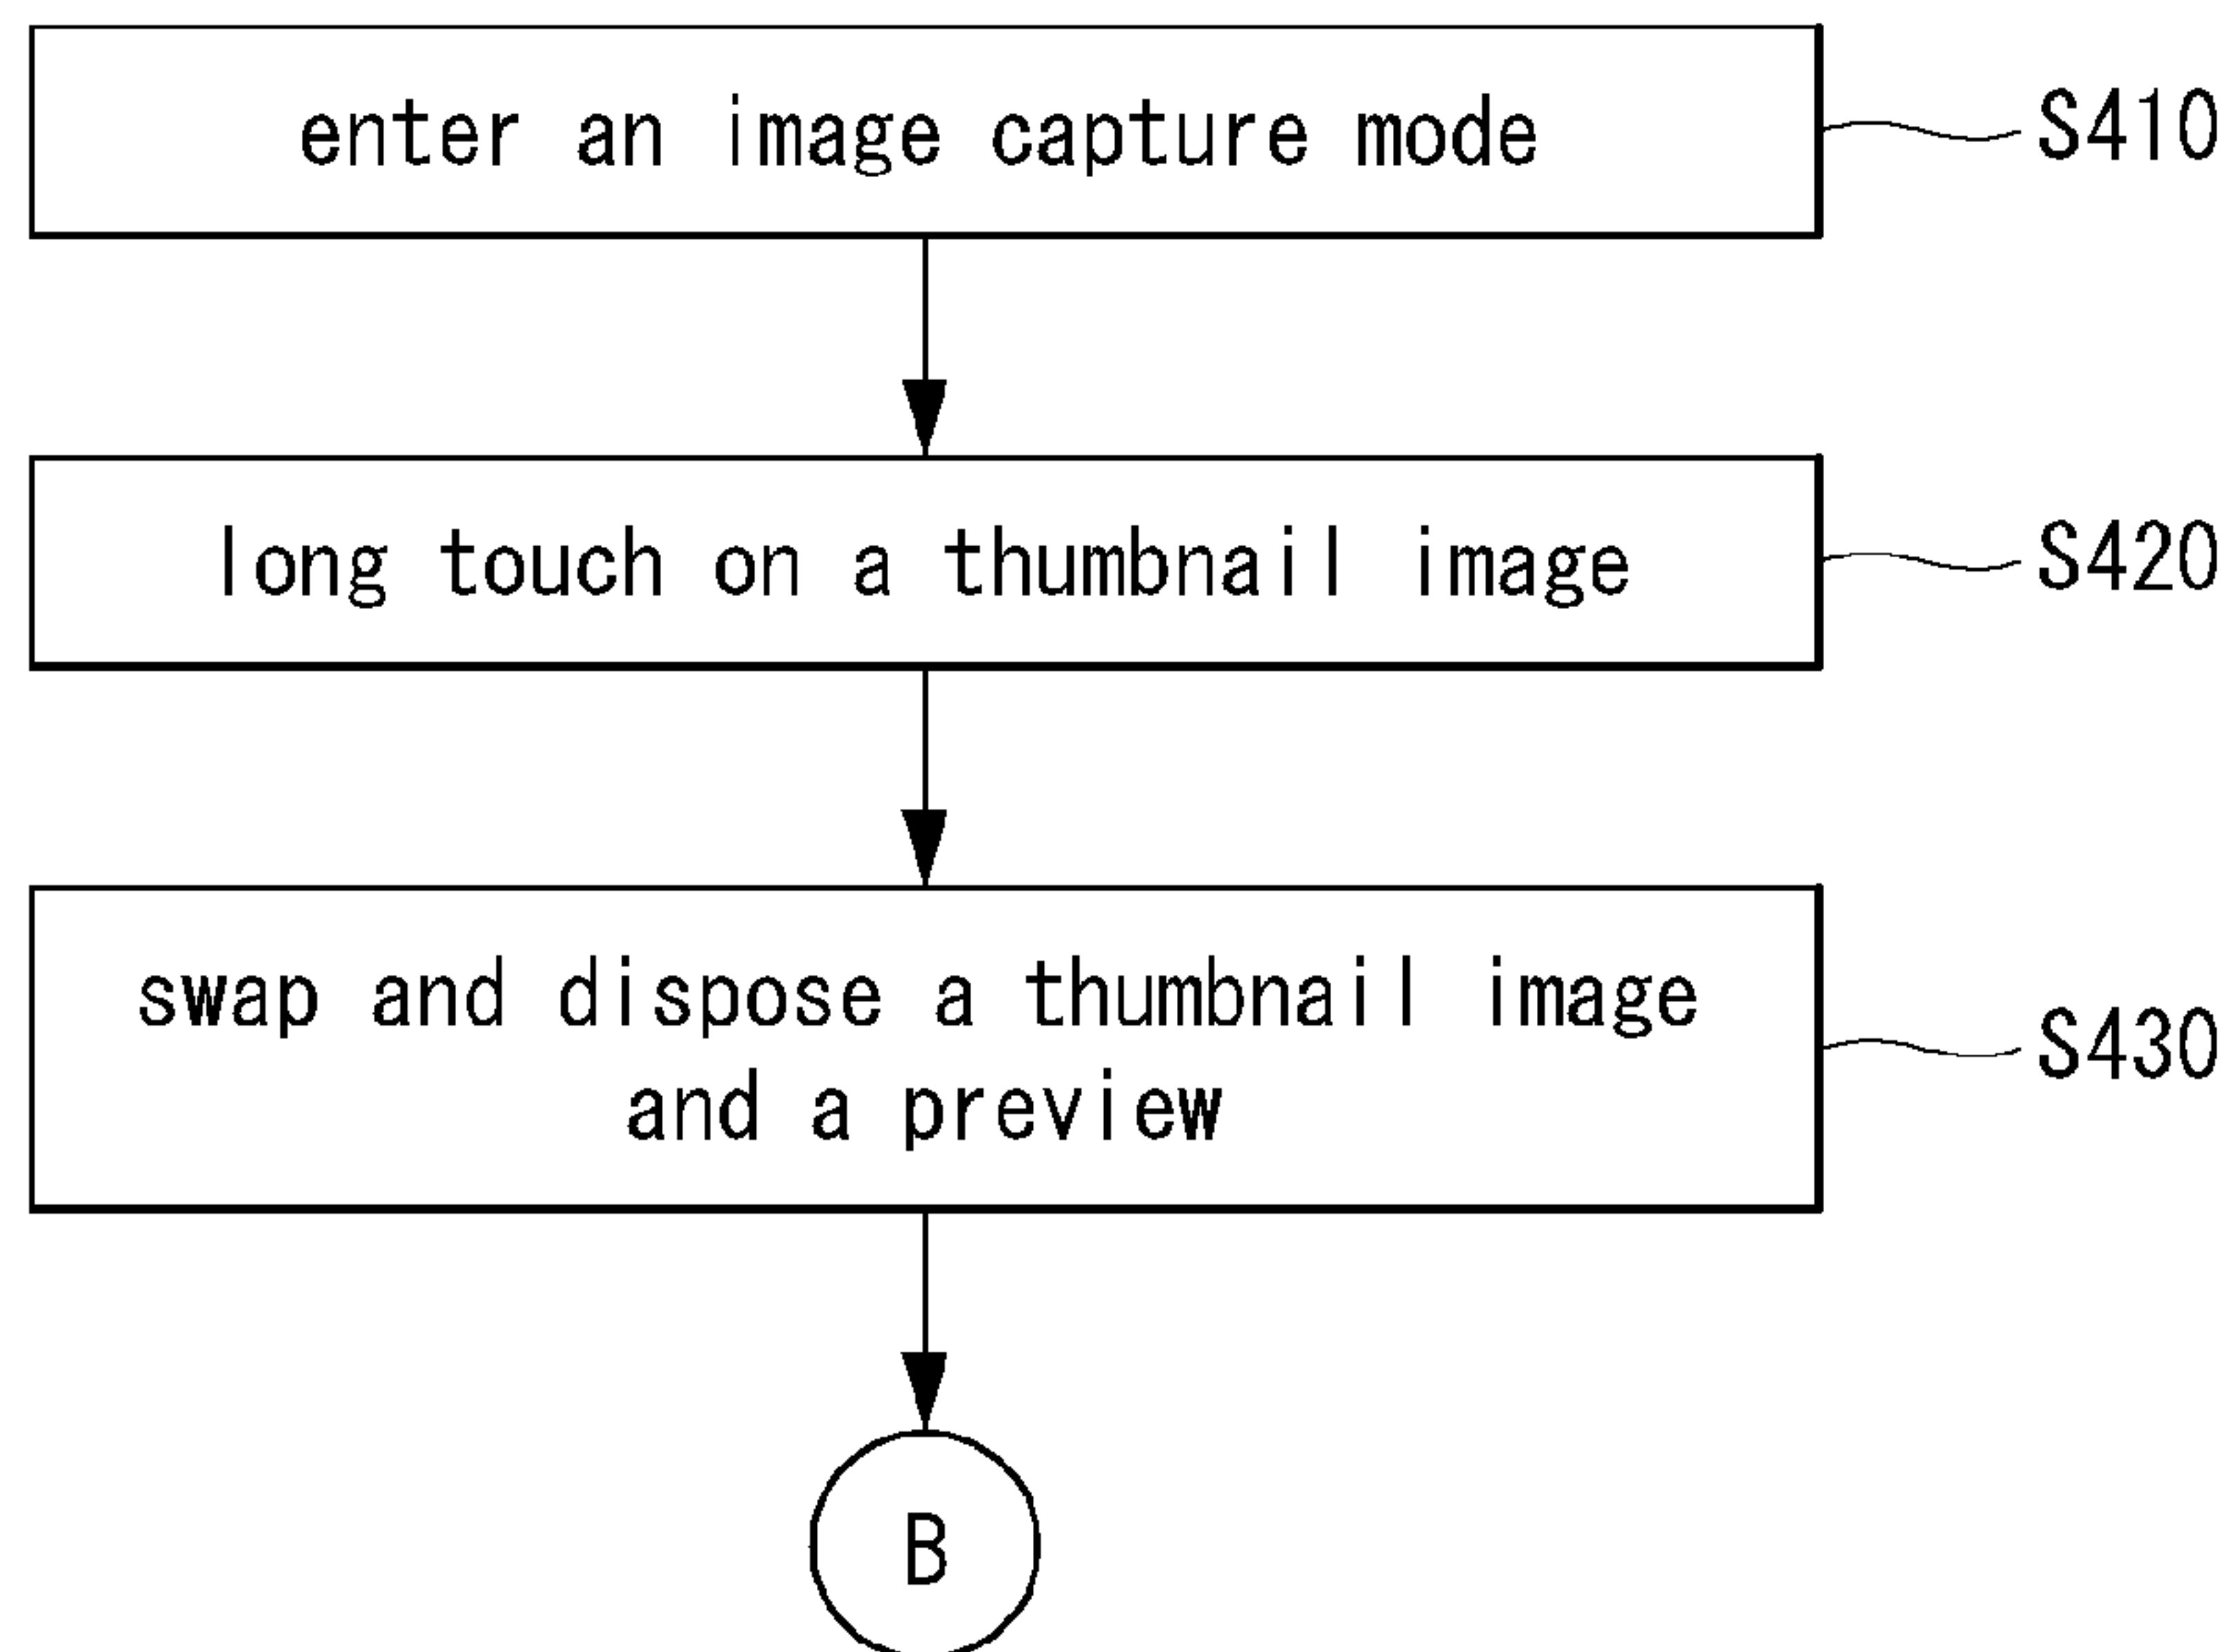 enter an image capture mode
S410
long touch on a thumbnail image
S420
swap and dispose a thumbnail image
and a preview
S430
B